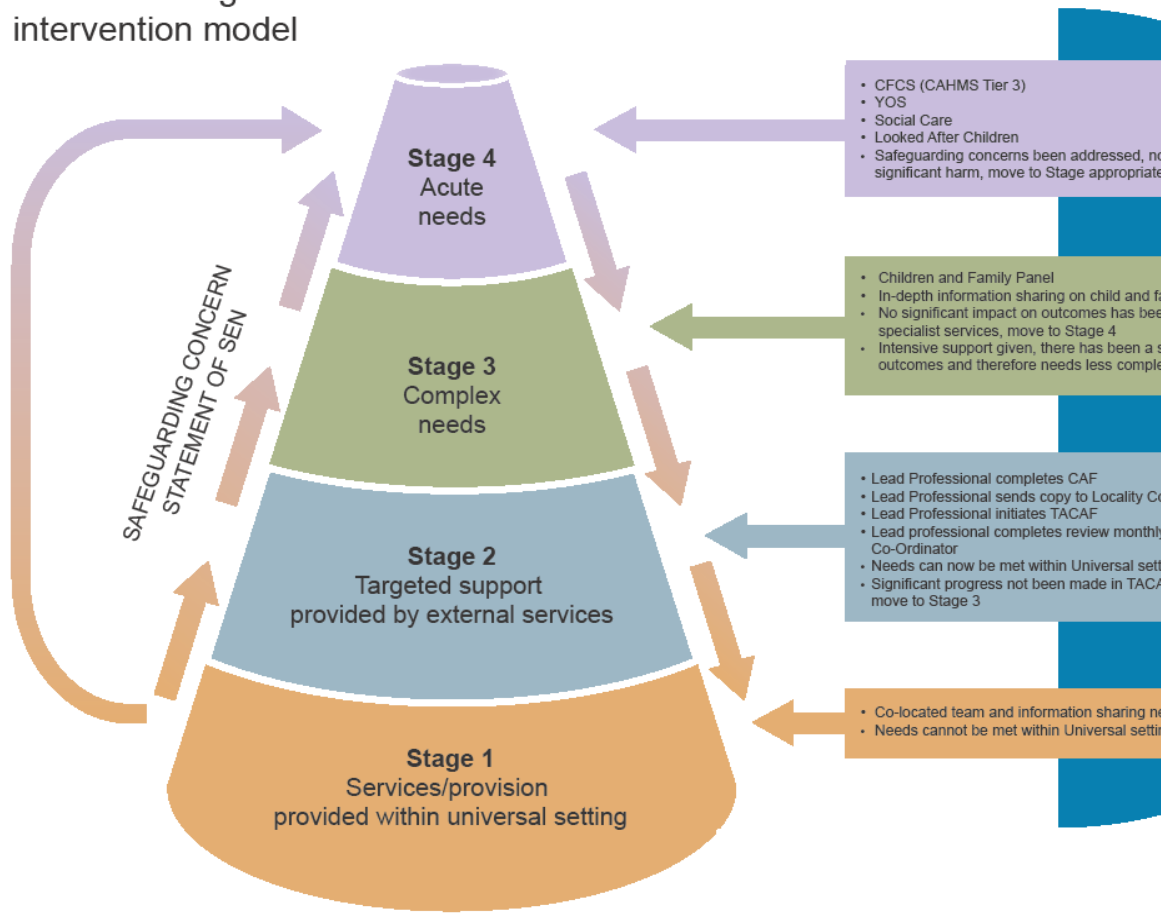 intervention model
Stage 4
Acute
needs
Stage 3
Complex
needs
Stage 2
Targeted support
provided by external services
Stage 1
Services/provision
provided within universal setting
SAFEGUARDING CONCERN
STATEMENT OF SEN
• CFCS (CAHMS Tier 3)
• YOS
• Social Care
• Looked After Children
• Safeguarding concerns been addressed,
significant harm, move to Stage appropriate
• Children and Family Panel
• In-depth information sharing on child and
• No significant impact on outcomes has
specialist services, move to Stage 4
• Intensive support given, there has been a
outcomes and therefore needs less
• Lead Professional completes CAF
• Lead Professional sends copy to Locality
• Lead Professional initiates TACAF
• Lead professional completes review monthly
Co-Ordinator
• Needs can now be met within Universal
• Significant progress not been made in
move to Stage 3
• Co-located team and information sharing
• Needs cannot be met within Universal